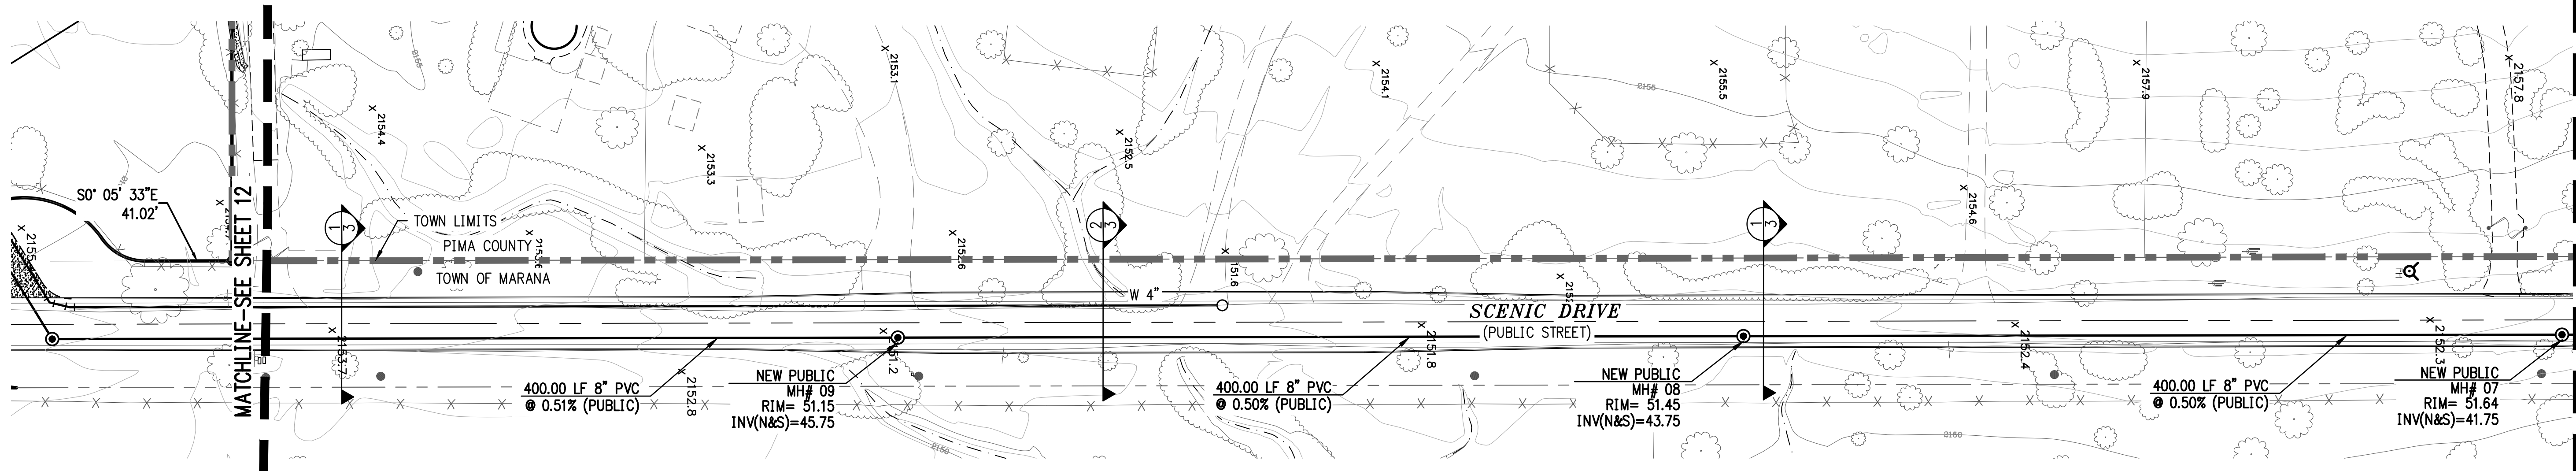 S0° 05' 33"E
41.02'
MATCHLINE-SEE SHEET 12
2155
2154.4
1
3
TOWN LIMITS
PIMA COUNTY
TOWN OF MARANA
2153.7
2153.3
2153.1
2152.6
2152.5
2
3
W 4"
2154.1
2155
2155.5
1
3
2154.6
2157.9
2157.8
SCENIC DRIVE
(PUBLIC STREET)
400.00 LF 8" PVC
@ 0.51% (PUBLIC)
2152.8
NEW PUBLIC
MH# 09
RIM= 51.15
INV(N&S)=45.75
2150
400.00 LF 8" PVC
@ 0.50% (PUBLIC)
2151.8
NEW PUBLIC
MH# 08
RIM= 51.45
INV(N&S)=43.75
2150
2152.4
400.00 LF 8" PVC
@ 0.50% (PUBLIC)
2152.3
NEW PUBLIC
MH# 07
RIM= 51.64
INV(N&S)=41.75